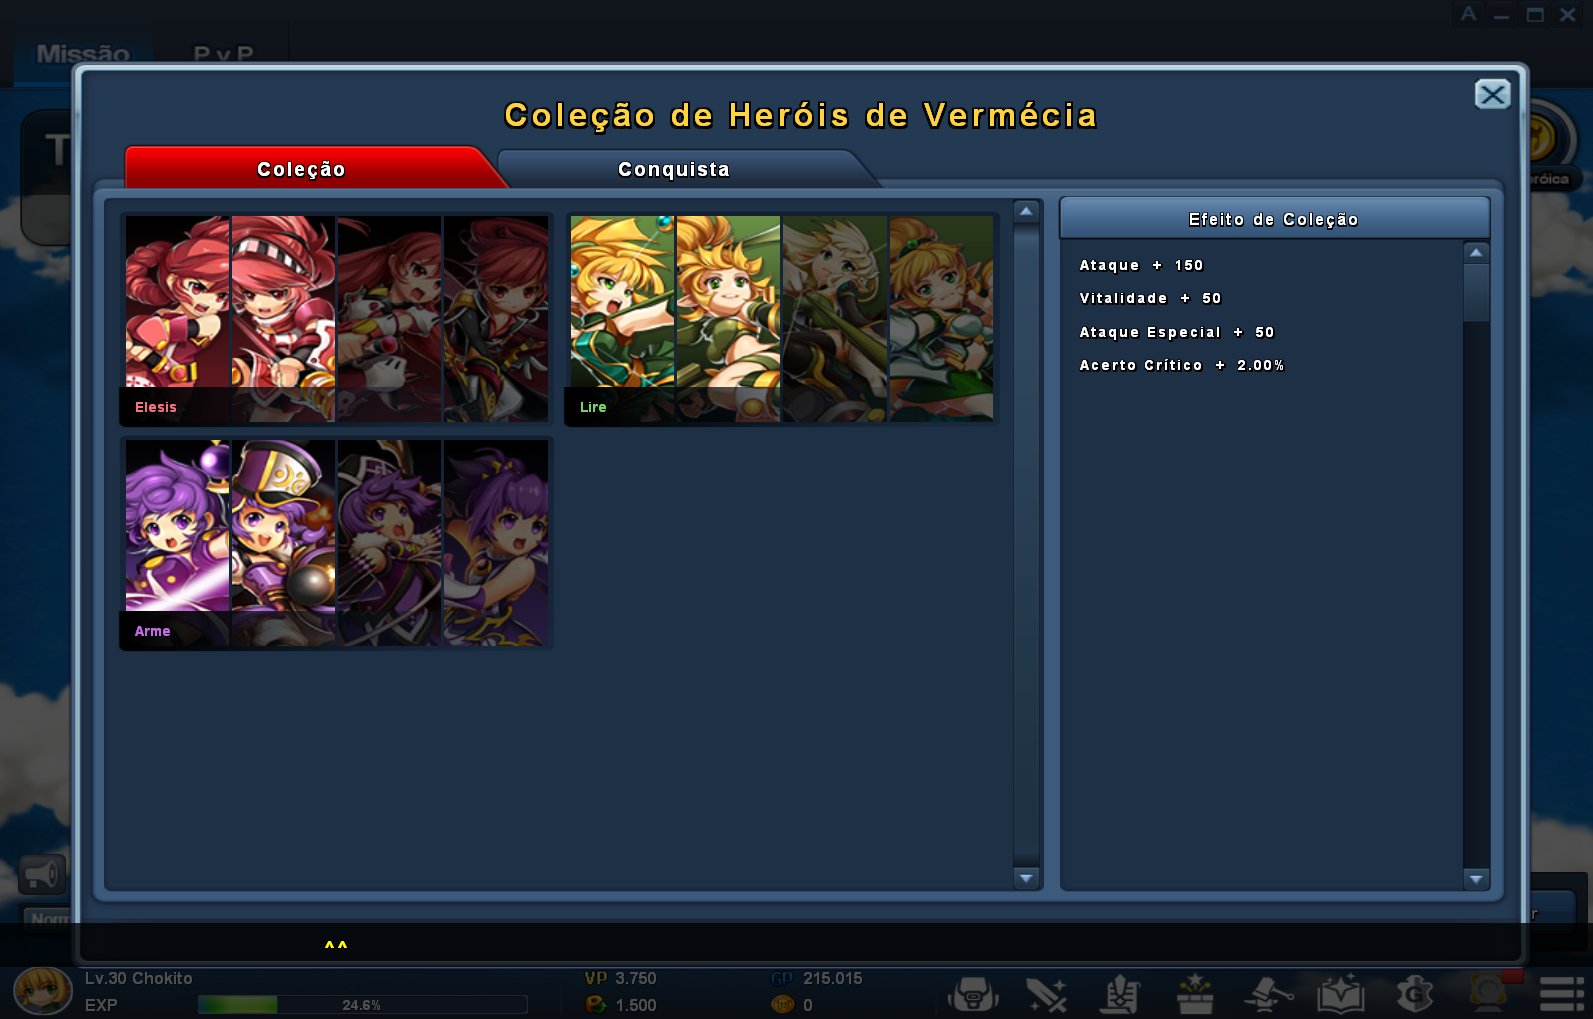 A
Missão
P v P
T
Coleção de Heróis de Vermécia
Coleção
Conquista
Efeito de Coleção
Ataque + 150
Vitalidade + 50
Ataque Especial + 50
Acerto Crítico + 2.00%
Elesis
Lire
Arme
róica
Norm
r
^^
Lv.30 Chokito
EXP
24.6%
VP 3.750
1.500
GP 215.015
0
G